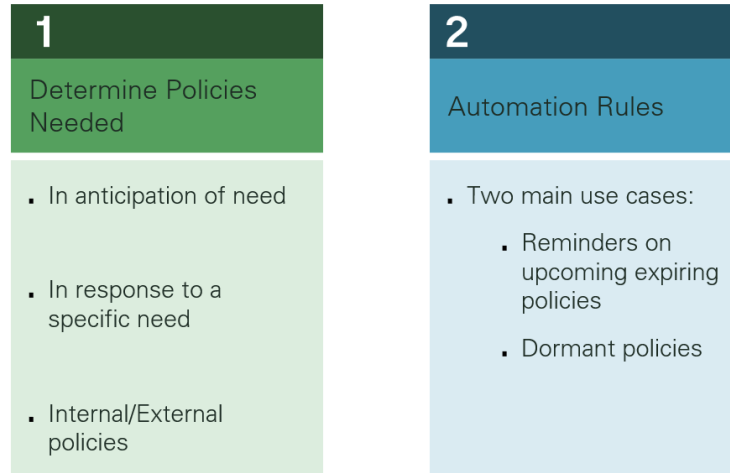 1
Determine Policies
Needed
. In anticipation of need
. In response to a
specific need
. Internal/External
policies
2
Automation Rules
. Two main use cases:
. Reminders on
upcoming expiring
policies
. Dormant policies